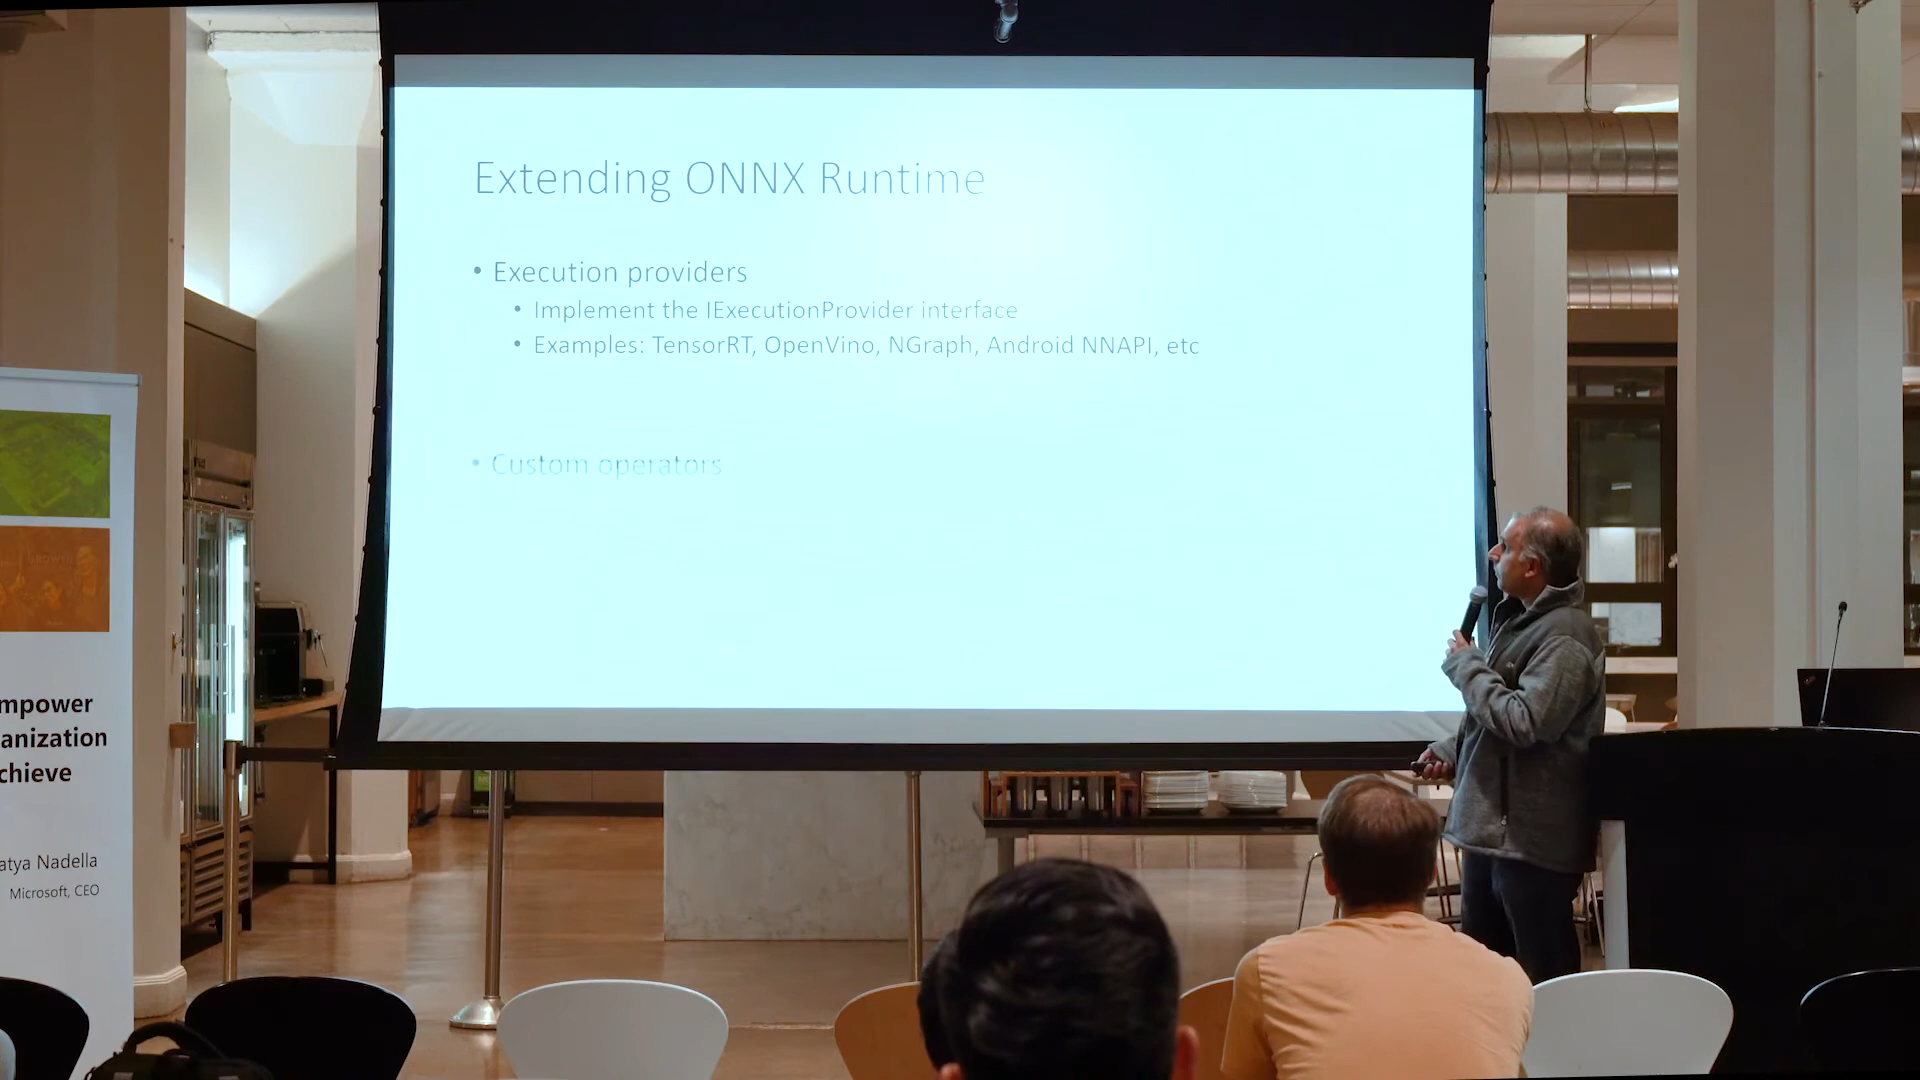 Extending ONNX Runtime
• Execution providers
• Implement the IExecutionProvider interface
• Examples: TensorRT, OpenVino, NGraph, Android NNAPI, etc
• Custom operators
mpower
anization
chieve
atya Nadella
Microsoft, CEO